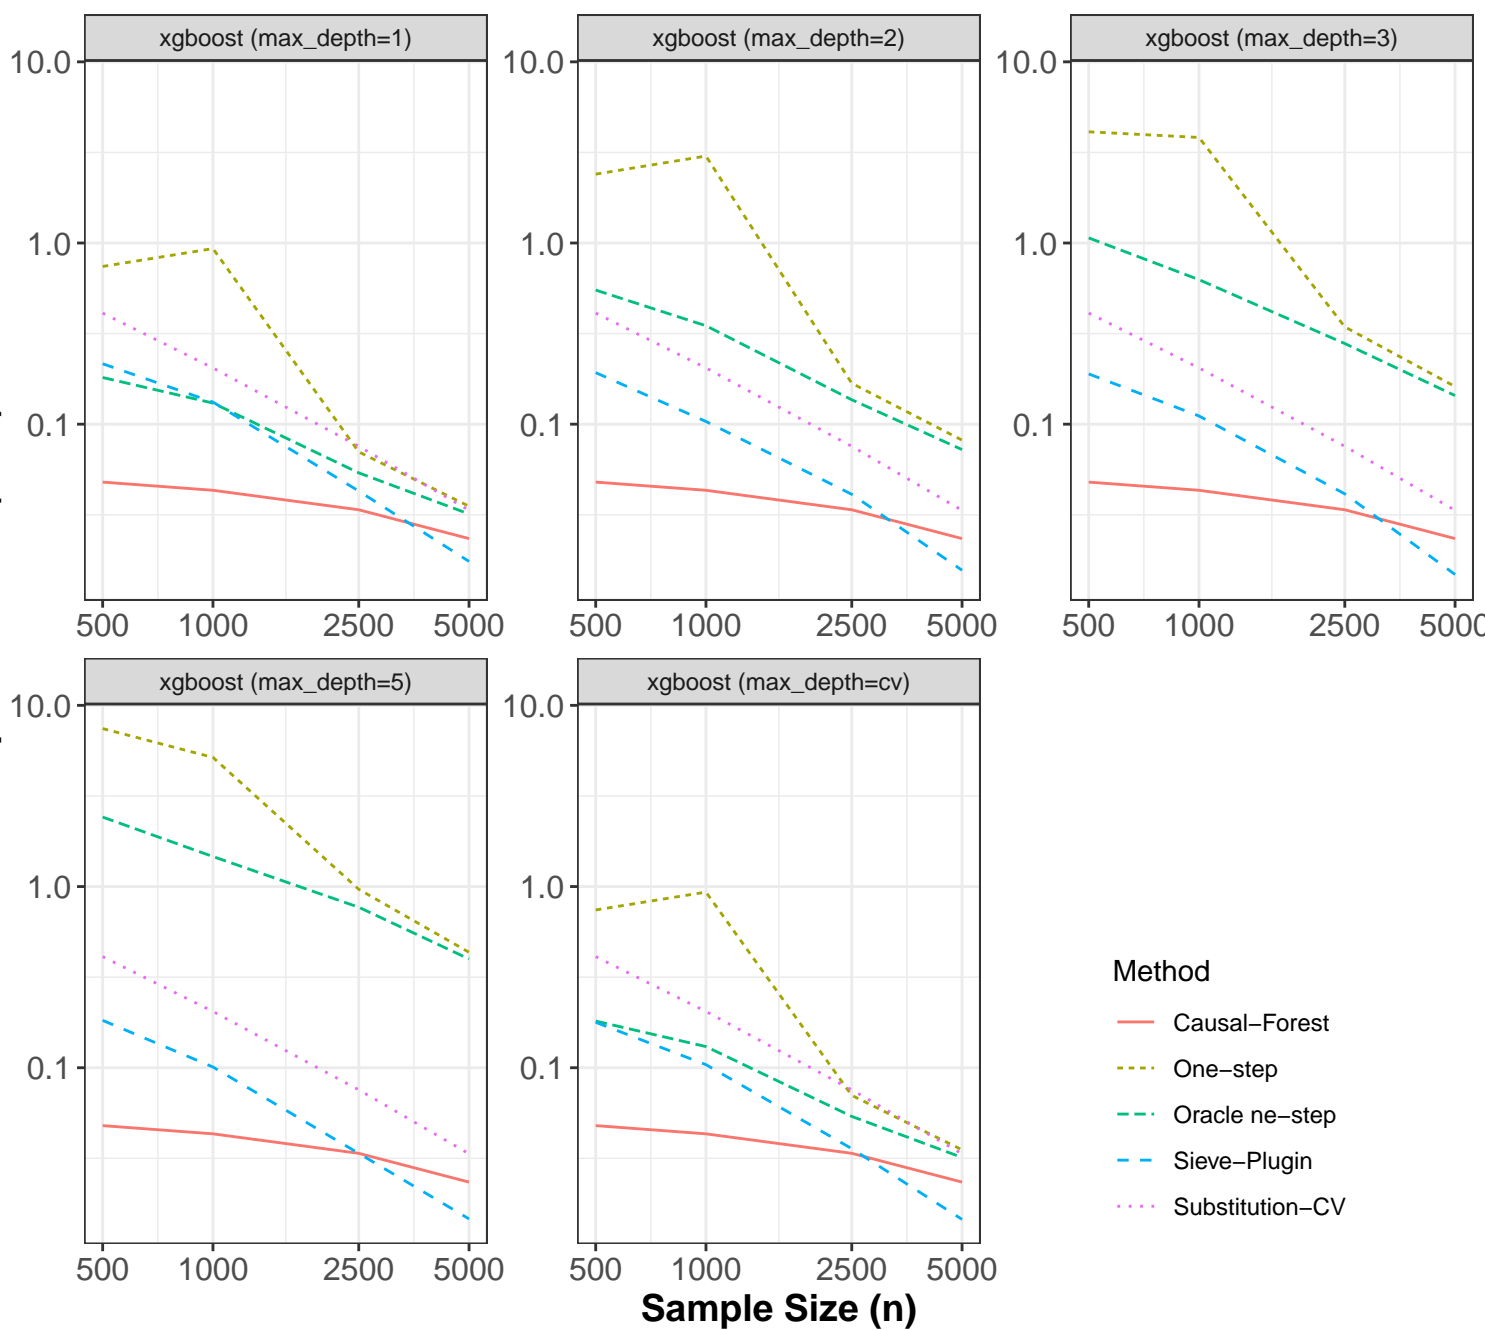 xgboost (max_depth=1)
xgboost (max_depth=2)
xgboost (max_depth=3)
10.0
1.0
0.1
10.0
1.0
0.1
10.0
1.0
0.1
500 1000 2500 5000
500 1000 2500 5000
500 1000 2500 5000
xgboost (max_depth=5)
xgboost (max_depth=cv)
10.0
1.0
0.1
10.0
1.0
0.1
500 1000 2500 5000
500 1000 2500 5000
Sample Size (n)
Method
Causal−Forest
One−step
Oracle ne−step
Sieve−Plugin
Substitution−CV